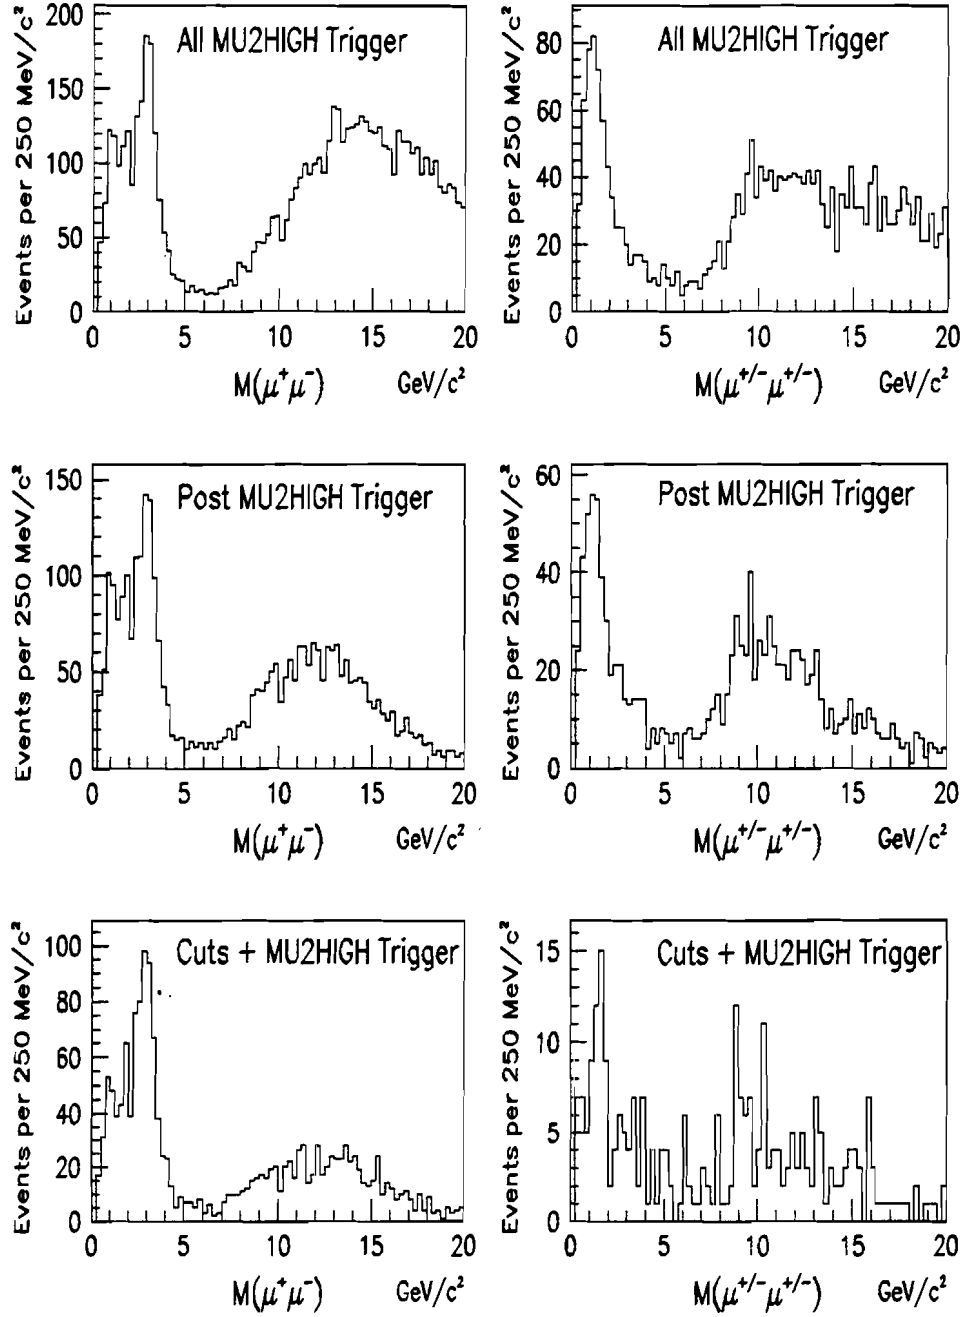 All MU2HIGH Trigger
Events per 250 MeV/c²
200
150
100
50
0
0 5 10 15 20
M(μ⁺μ⁻) GeV/c²
All MU2HIGH Trigger
Events per 250 MeV/c²
80
60
40
20
0
0 5 10 15 20
M(μ⁺/⁻μ⁺/⁻) GeV/c²
Post MU2HIGH Trigger
Events per 250 MeV/c²
150
100
50
0
0 5 10 15 20
M(μ⁺μ⁻) GeV/c²
Post MU2HIGH Trigger
Events per 250 MeV/c²
60
40
20
0
0 5 10 15 20
M(μ⁺/⁻μ⁺/⁻) GeV/c²
Cuts + MU2HIGH Trigger
Events per 250 MeV/c²
100
80
60
40
20
0
0 5 10 15 20
M(μ⁺μ⁻) GeV/c²
Cuts + MU2HIGH Trigger
Events per 250 MeV/c²
15
10
5
0
0 5 10 15 20
M(μ⁺/⁻μ⁺/⁻) GeV/c²